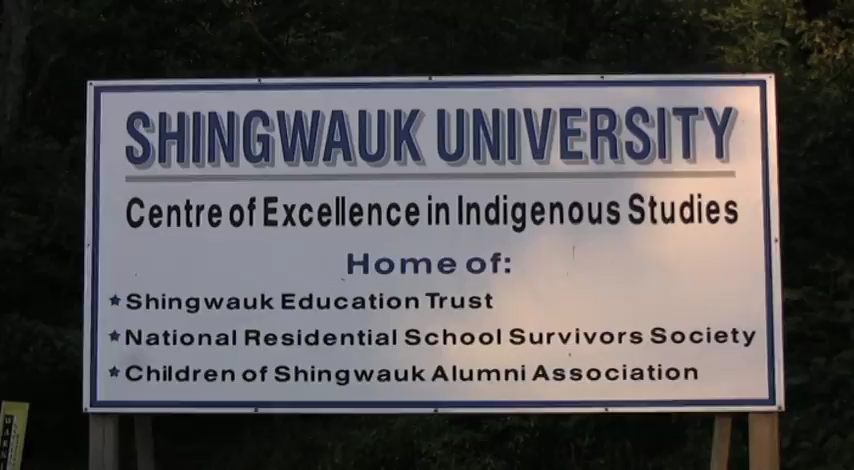 SHINGWAUK UNIVERSITY
Centre of Excellence in Indigenous Studies
Home of:
★ Shingwauk Education Trust
★ National Residential School Survivors Society
★ Children of Shingwauk Alumni Association